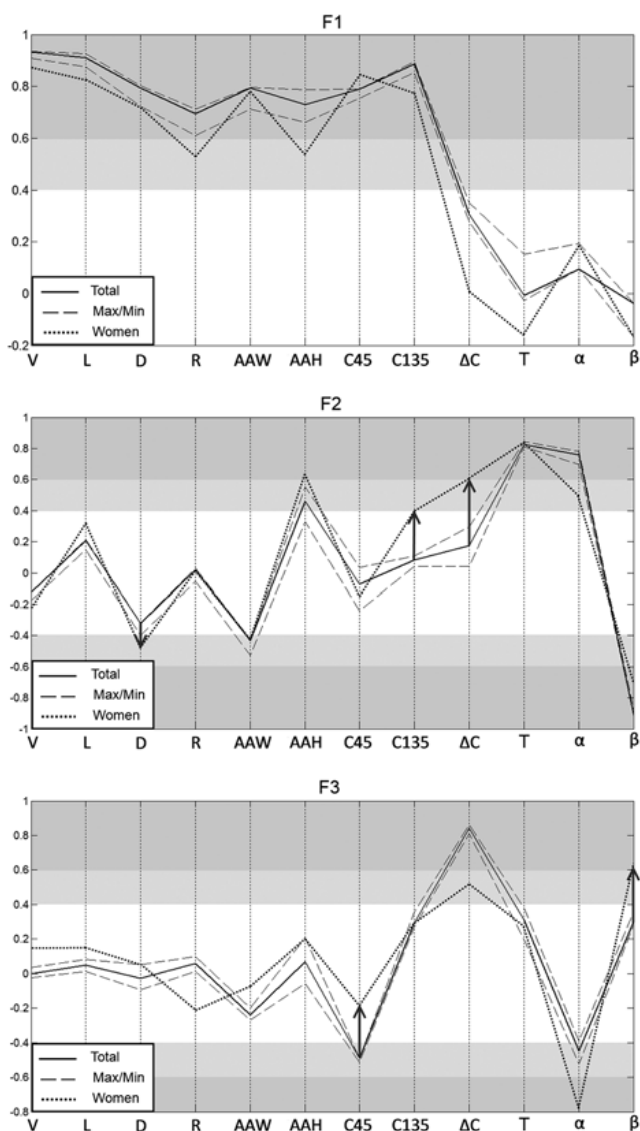 F1
1
0.8
0.6
0.4
0.2
0
-0.2
Total
Max/Min
Women
V L D R AAW AAH C45 C135 ΔC T α β
F2
1
0.8
0.6
0.4
0.2
0
-0.2
-0.4
-0.6
-0.8
-1
Total
Max/Min
Women
V L D R AAW AAH C45 C135 ΔC T α β
F3
1
0.8
0.6
0.4
0.2
0
-0.2
-0.4
-0.6
-0.8
Total
Max/Min
Women
V L D R AAW AAH C45 C135 ΔC T α β